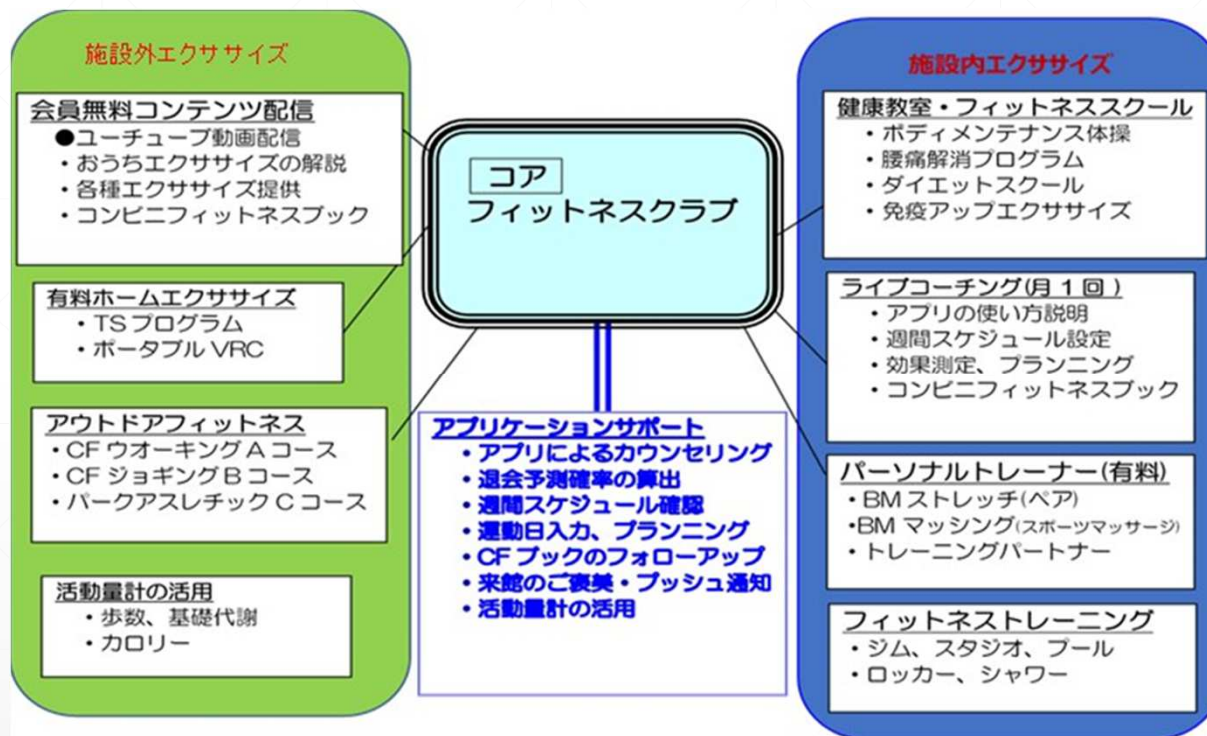 施設外エクササイズ
会員無料コンテンツ配信
●ユーチューブ動画配信
・おうちエクササイズの解説
・各種エクササイズ提供
・コンビニフィットネスブック
有料ホームエクササイズ
・TSプログラム
・ポータブルVRC
アウトドアフィットネス
・CFウオーキングAコース
・CFジョギングBコース
・パークアスレチックCコース
活動量計の活用
・歩数、基礎代謝
・カロリー
コア
フィットネスクラブ
アプリケーションサポート
・アプリによるカウンセリング
・退会予測確率の算出
・週間スケジュール確認
・運動日入力、プランニング
・CFブックのフォローアップ
・来館のご褒美・プッシュ通知
・活動量計の活用
施設内エクササイズ
健康教室・フィットネススクール
・ボディメンテナンス体操
・腰痛解消プログラム
・ダイエットスクール
・免疫アップエクササイズ
ライブコーチング(月1回)
・アプリの使い方説明
・週間スケジュール設定
・効果測定、プランニング
・コンビニフィットネスブック
パーソナルトレーナー(有料)
・BMストレッチ(ペア)
・BMマッシング(スポーツマッサージ)
・トレーニングパートナー
フィットネストレーニング
・ジム、スタジオ、プール
・ロッカー、シャワー